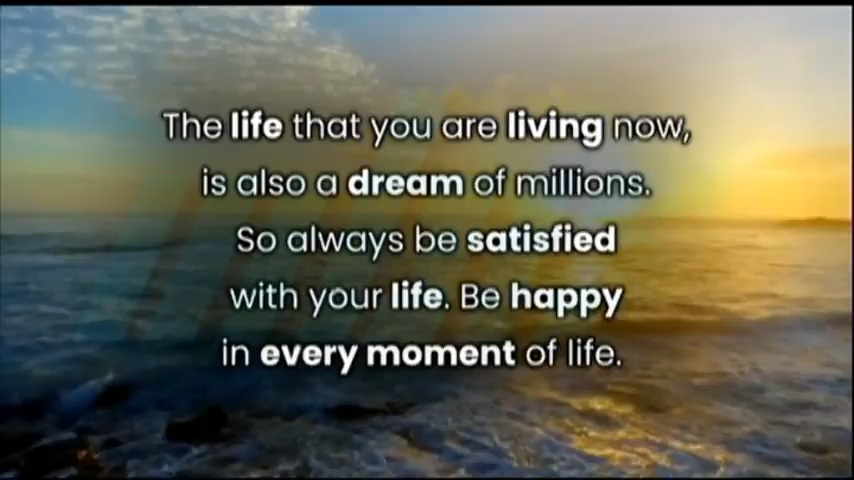 The life that you are living now,
is also a dream of millions.
So always be satisfied
with your life. Be happy
in every moment of life.